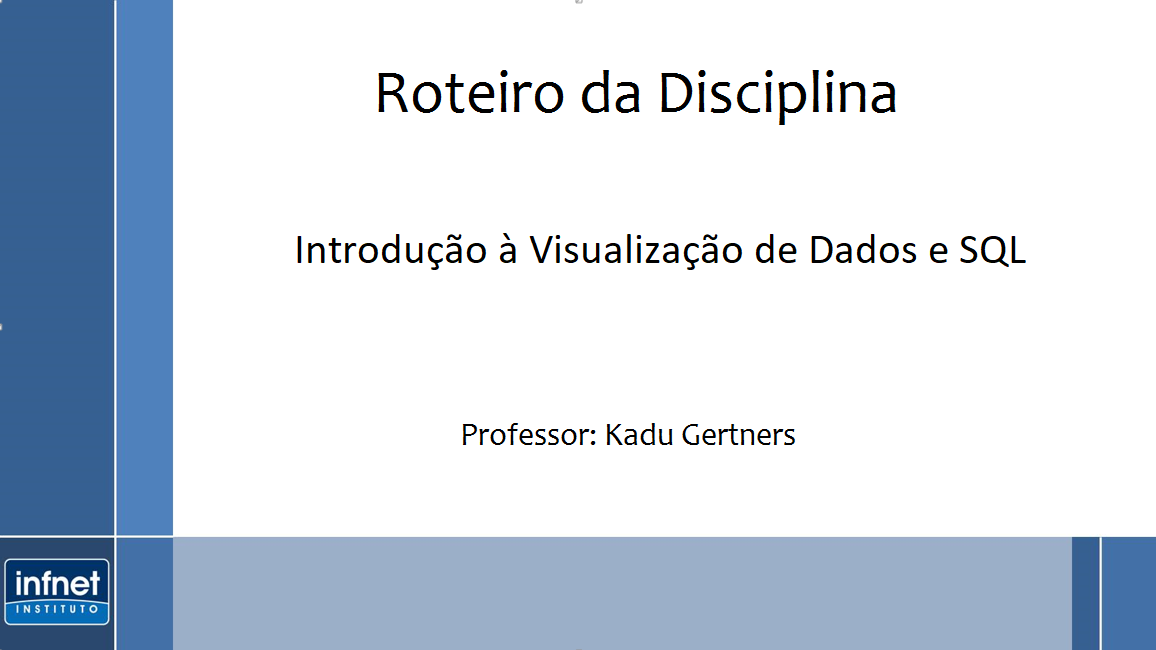 Roteiro da Disciplina
Introdução à Visualização de Dados e SQL
Professor: Kadu Gertners
infnet
INSTITUTO